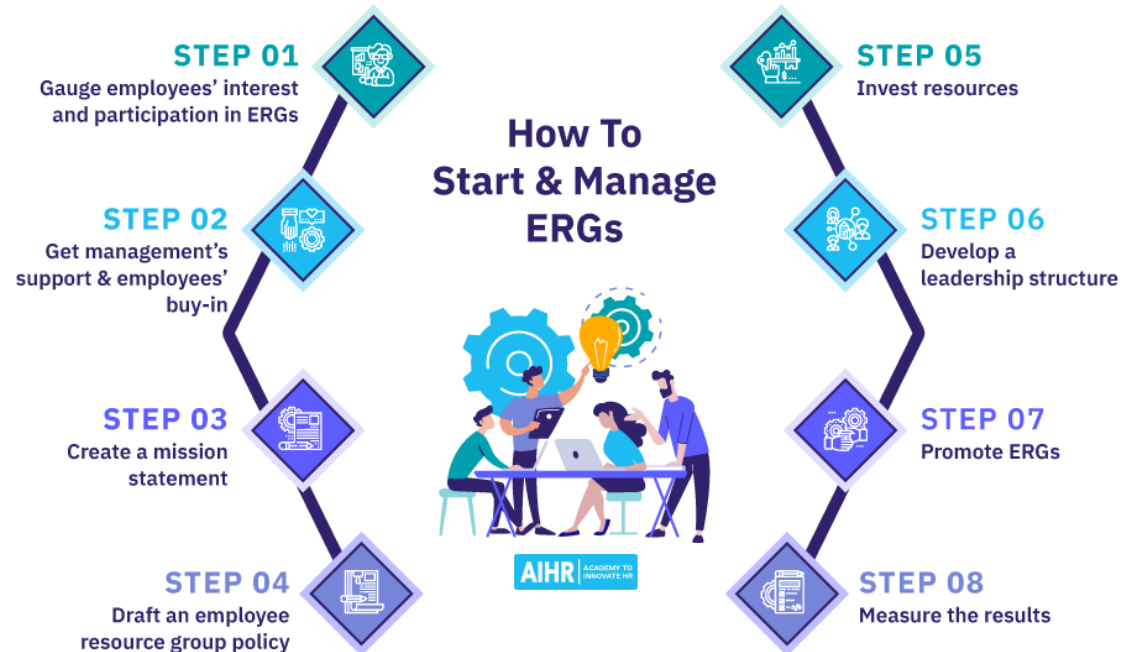 How To
Start & Manage
ERGs
STEP 01
Gauge employees’ interest
and participation in ERGs
STEP 02
Get management’s
support & employees’
buy-in
STEP 03
Create a mission
statement
STEP 04
Draft an employee
resource group policy
STEP 05
Invest resources
STEP 06
Develop a
leadership structure
STEP 07
Promote ERGs
STEP 08
Measure the results
AIHR
ACADEMY TO
INNOVATE HR